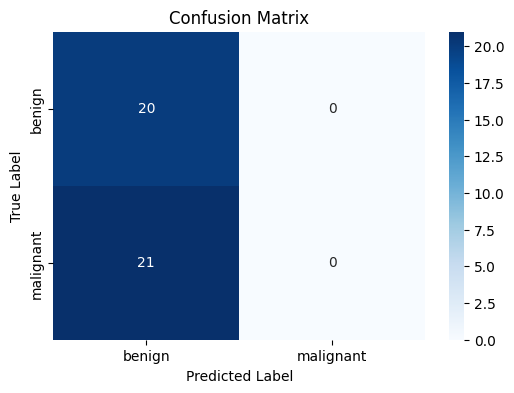 Confusion Matrix
True Label
benign
20
0
malignant
21
0
benign
malignant
Predicted Label
20.0
17.5
15.0
12.5
10.0
7.5
5.0
2.5
0.0